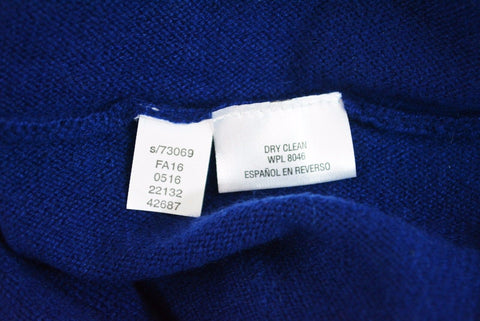 s/73069
FA16
0516
22132
42687
DRY CLEAN
WPL 8046
ESPAÑOL EN REVERSO